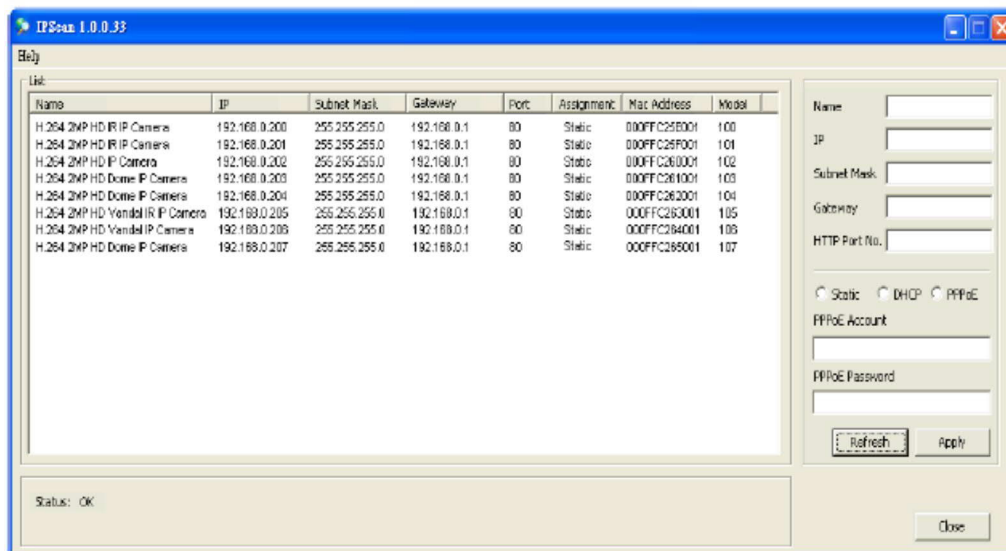 IPScan 1.0.0.33
Help
List
Name IP Subnet Mask Gateway Port Assignment Mac Address Model
H.264 2MP HD IR IP Camera 192.168.0.200 255.255.255.0 192.168.0.1 80 Static 000FFC25E001 100
H.264 2MP HD IR IP Camera 192.168.0.201 255.255.255.0 192.168.0.1 80 Static 000FFC25F001 101
H.264 2MP HD IP Camera 192.168.0.202 255.255.255.0 192.168.0.1 80 Static 000FFC260001 102
H.264 2MP HD Dome IP Camera 192.168.0.203 255.255.255.0 192.168.0.1 80 Static 000FFC261001 103
H.264 2MP HD Dome IP Camera 192.168.0.204 255.255.255.0 192.168.0.1 80 Static 000FFC262001 104
H.264 2MP HD Vandal IR IP Camera 192.168.0.205 255.255.255.0 192.168.0.1 80 Static 000FFC263001 105
H.264 2MP HD Vandal IP Camera 192.168.0.206 255.255.255.0 192.168.0.1 80 Static 000FFC264001 106
H.264 2MP HD Dome IP Camera 192.168.0.207 255.255.255.0 192.168.0.1 80 Static 000FFC265001 107
Name
IP
Subnet Mask
Gateway
HTTP Port No.
Static DHCP PPPoE
PPPoE Account
PPPoE Password
Refresh Apply
Status: OK
Close